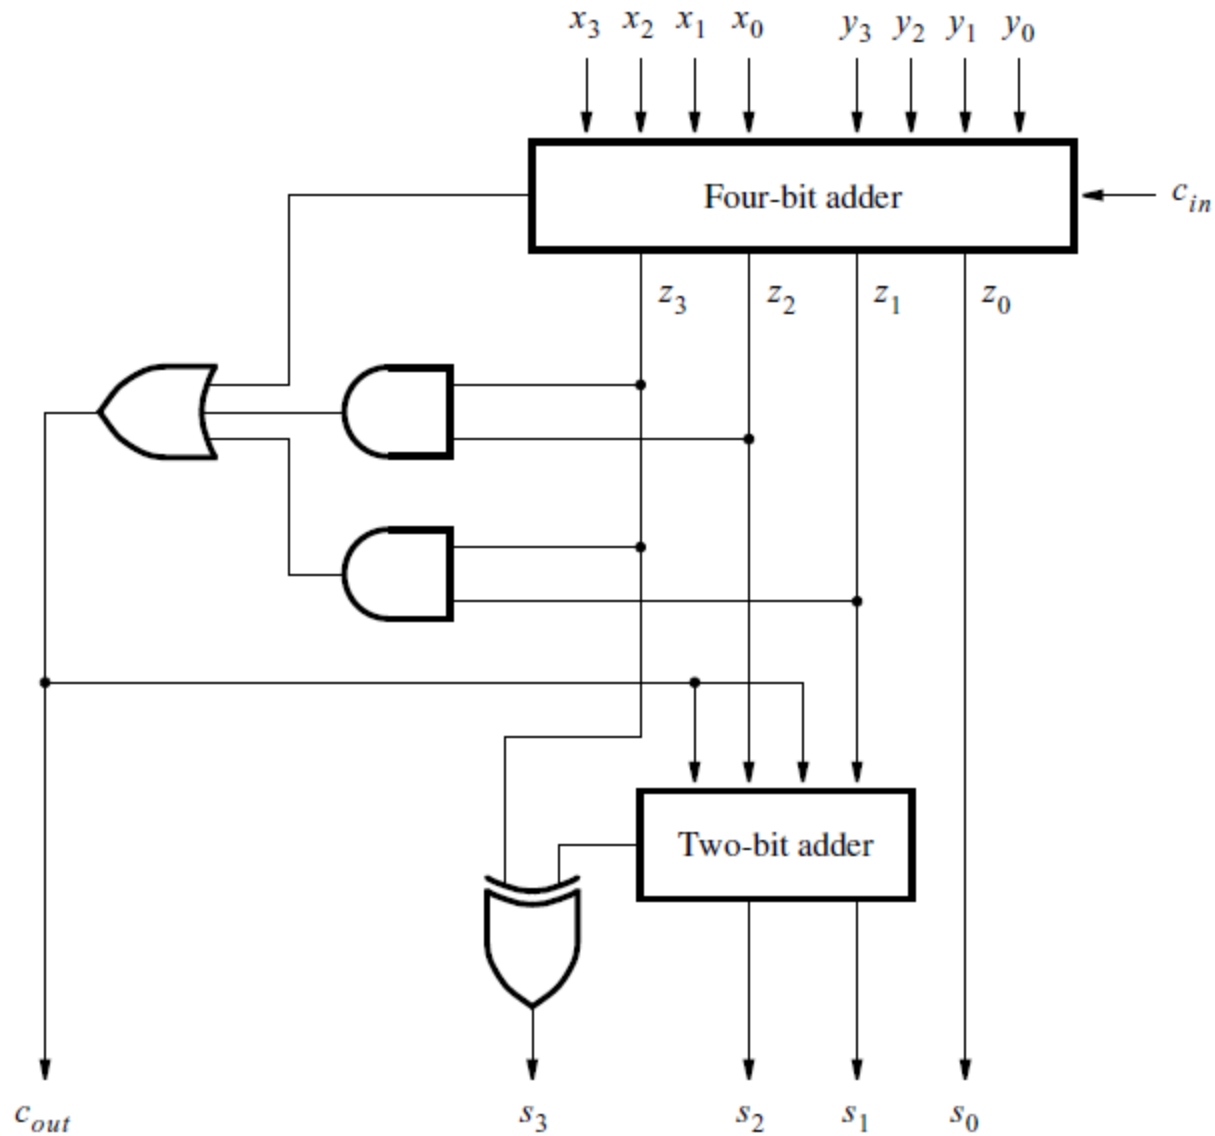 x3 x2 x1 x0 y3 y2 y1 y0
Four-bit adder
cin
z3 z2 z1 z0
Two-bit adder
cout s3 s2 s1 s0